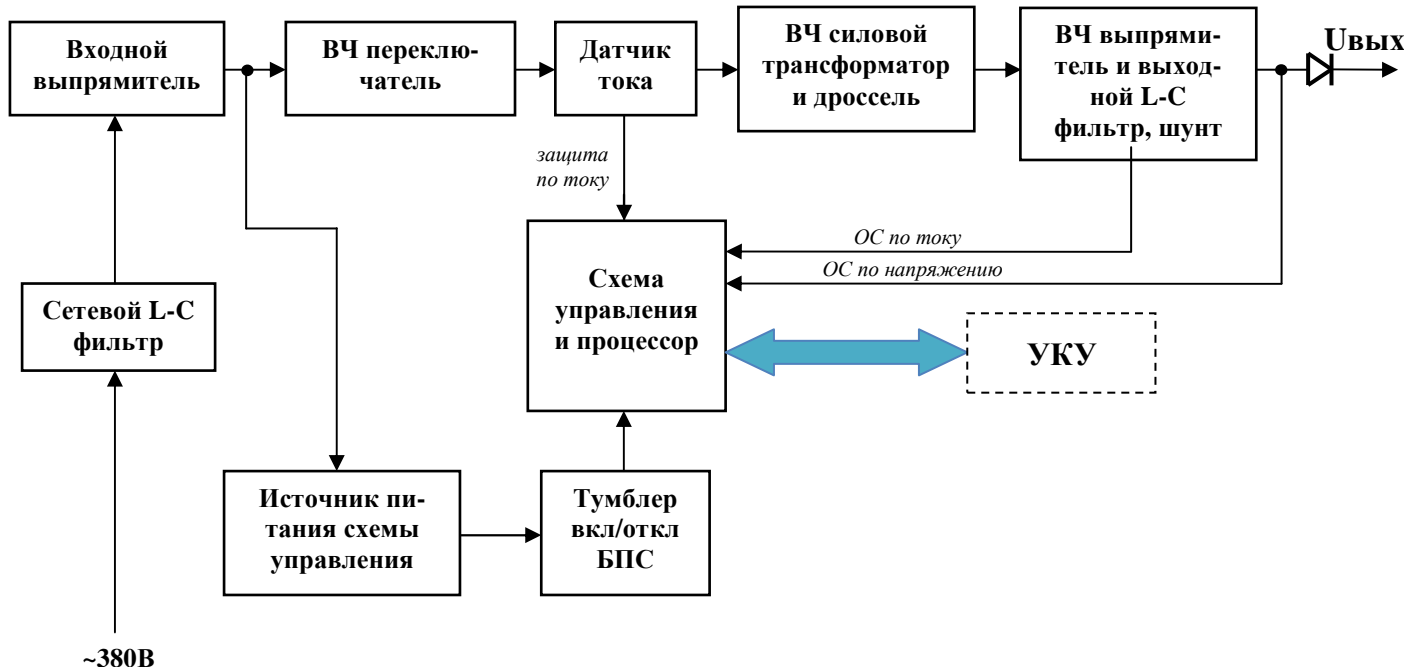 Входной
выпрямитель
ВЧ переклю-
чатель
Датчик
тока
ВЧ силовой
трансформатор
и дроссель
ВЧ выпрями-
тель и выход-
ной L-C
фильтр, шунт
Uвых
защита
по току
ОС по току
ОС по напряжению
Схема
управления
и процессор
Сетевой L-C
фильтр
УКУ
Источник пи-
тания схемы
управления
Тумблер
вкл/откл
БПС
~380В